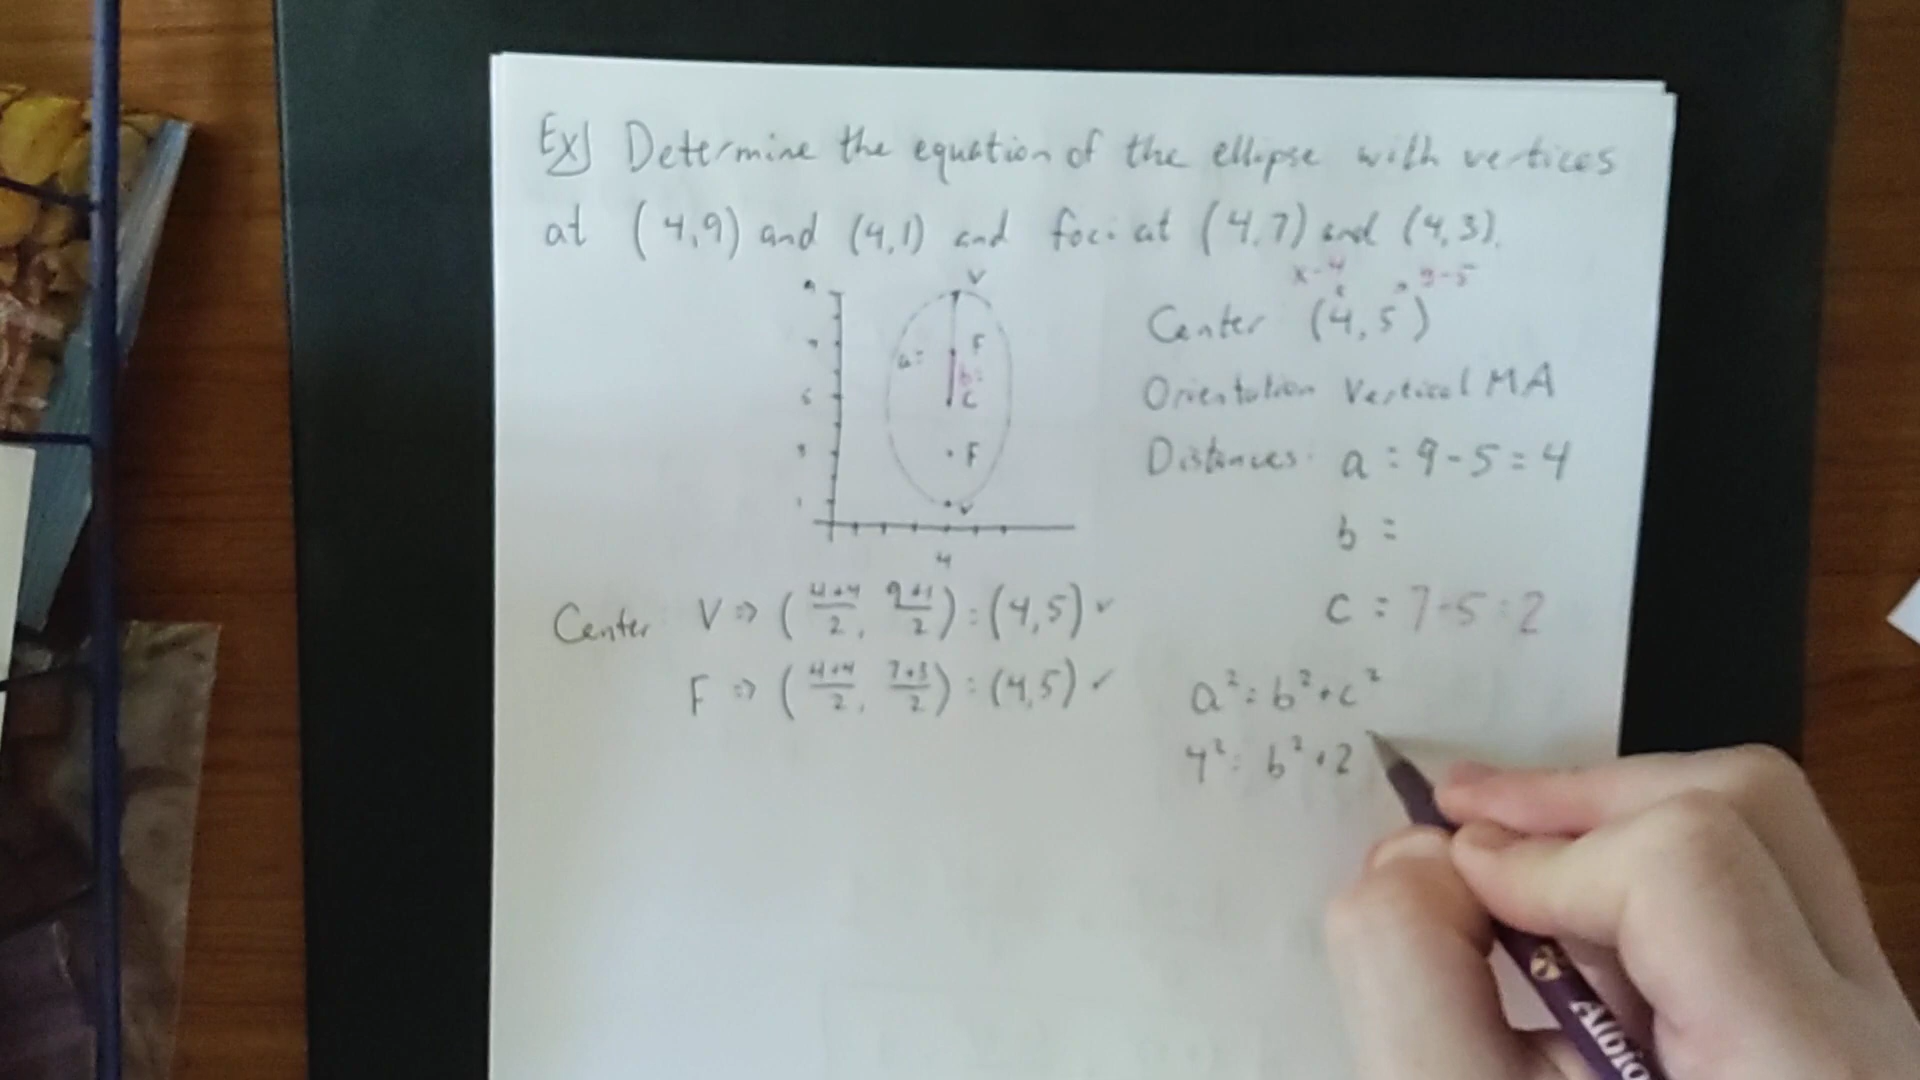 Ex) Determine the equation of the ellipse with vertices
at (4,9) and (4,1) and foci at (4,7) and (4,3).
x-4 y-5
Center (4,5)
Orientation Vertical MA
Distances: a = 9-5 = 4
b =
c = 7-5 = 2
V
F
a=
c
F
V
4
Center V => (4+4/2, 9+1/2) = (4,5) ✓
F => (4+4/2, 7+3/2) = (4,5) ✓
a² = b² + c²
4² = b² + 2
Albio